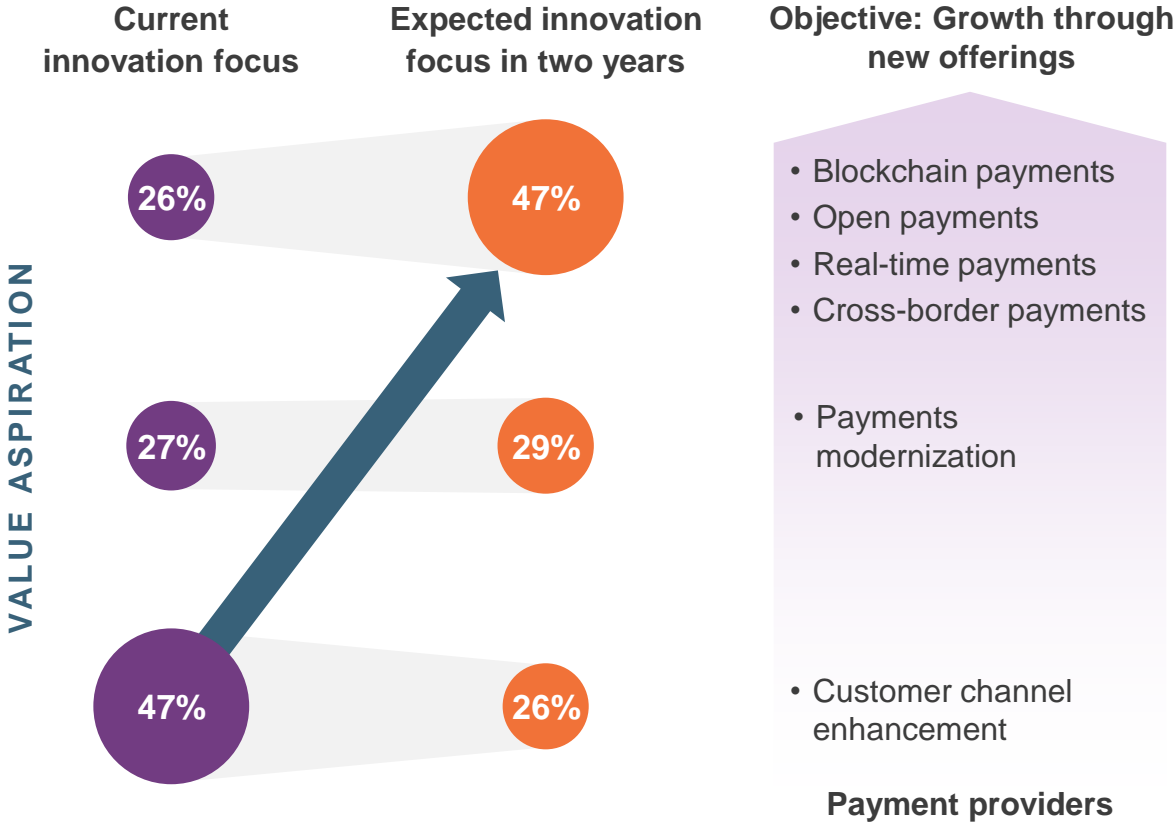 Current
innovation focus
Expected innovation
focus in two years
Objective: Growth through
new offerings
VALUE ASPIRATION
26%
47%
• Blockchain payments
• Open payments
• Real-time payments
• Cross-border payments
27%
29%
• Payments
modernization
47%
26%
• Customer channel
enhancement
Payment providers